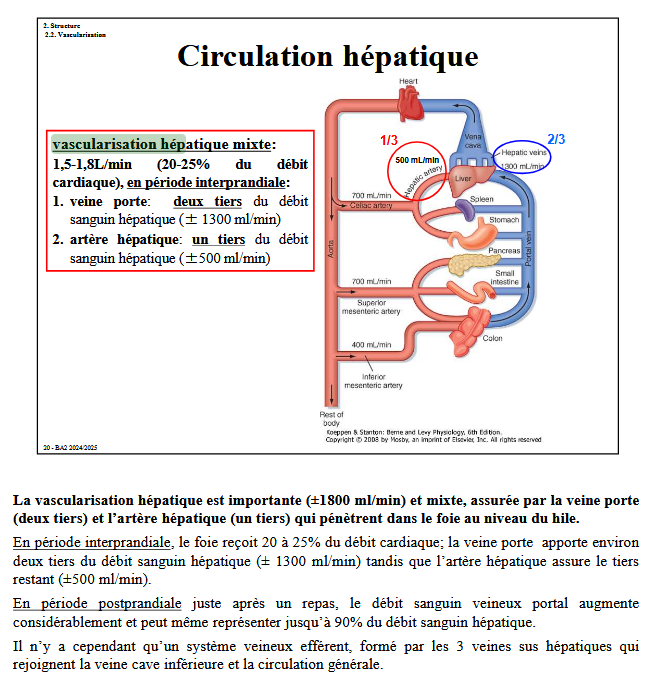 2. Structure
2.2. Vascularisation
Circulation hépatique
vascularisation hépatique mixte:
1,5-1,8L/min (20-25% du débit
cardiaque), en période interprandiale:
1. veine porte: deux tiers du débit
sanguin hépatique (± 1300 ml/min)
2. artère hépatique: un tiers du débit
sanguin hépatique (±500 ml/min)
Heart
1/3
500 mL/min
Hepatic artery
Vena
cava
2/3
Hepatic veins
1300 mL/min
Liver
700 mL/min
Celiac artery
Spleen
Stomach
Aorta
Pancreas
Portal vein
Small
intestine
700 mL/min
Superior
mesenteric artery
Colon
400 mL/min
Inferior
mesenteric artery
Rest of
body
Koeppen & Stanton: Berne and Levy Physiology, 6th Edition.
Copyright © 2008 by Mosby, an imprint of Elsevier, Inc. All rights reserved
20 - BA2 2024/2025
La vascularisation hépatique est importante (±1800 ml/min) et mixte, assurée par la veine porte
(deux tiers) et l'artère hépatique (un tiers) qui pénètrent dans le foie au niveau du hile.
En période interprandiale, le foie reçoit 20 à 25% du débit cardiaque; la veine porte apporte environ
deux tiers du débit sanguin hépatique (± 1300 ml/min) tandis que l'artère hépatique assure le tiers
restant (±500 ml/min).
En période postprandiale juste après un repas, le débit sanguin veineux portal augmente
considérablement et peut même représenter jusqu'à 90% du débit sanguin hépatique.
Il n'y a cependant qu'un système veineux efférent, formé par les 3 veines sus hépatiques qui
rejoignent la veine cave inférieure et la circulation générale.